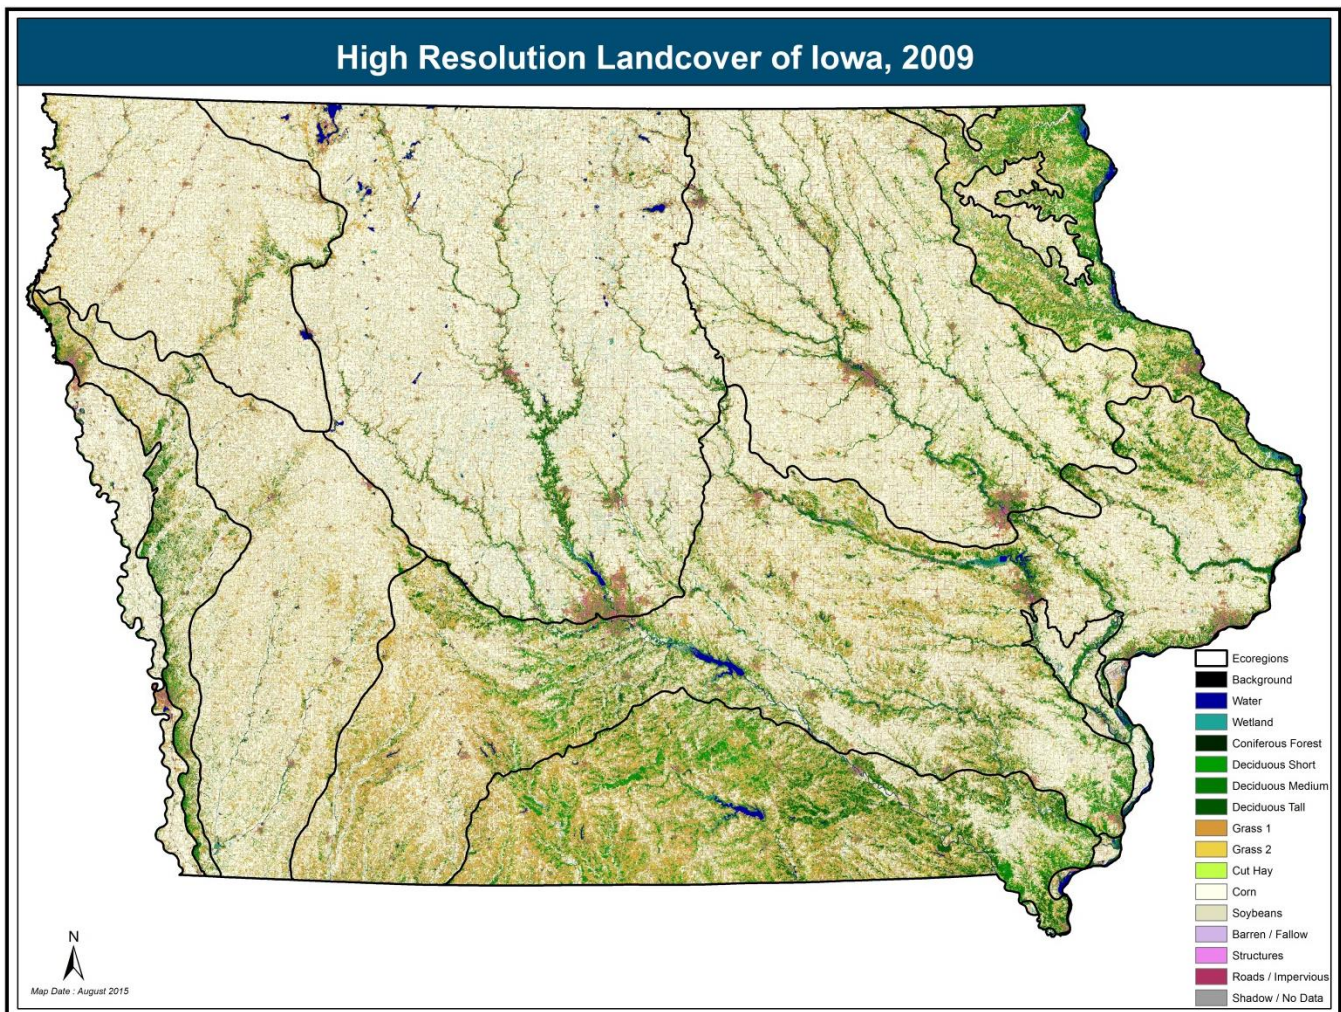 High Resolution Landcover of Iowa, 2009
Ecoregions
Background
Water
Wetland
Coniferous Forest
Deciduous Short
Deciduous Medium
Deciduous Tall
Grass 1
Grass 2
Cut Hay
Corn
Soybeans
Barren / Fallow
Structures
Roads / Impervious
Shadow / No Data
N
Map Date : August 2015